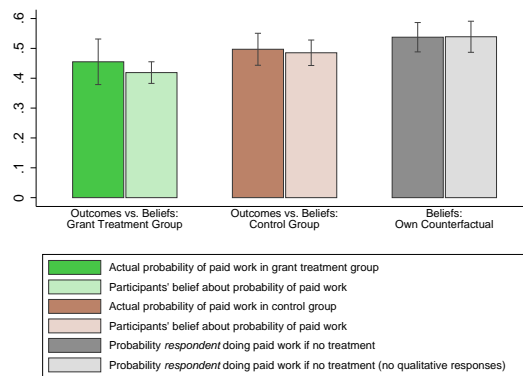 .6
.5
.4
.3
.2
.1
0
Outcomes vs. Beliefs:
Grant Treatment Group
Outcomes vs. Beliefs:
Control Group
Beliefs:
Own Counterfactual
Actual probability of paid work in grant treatment group
Participants' belief about probability of paid work
Actual probability of paid work in control group
Participants' belief about probability of paid work
Probability respondent doing paid work if no treatment
Probability respondent doing paid work if no treatment (no qualitative responses)